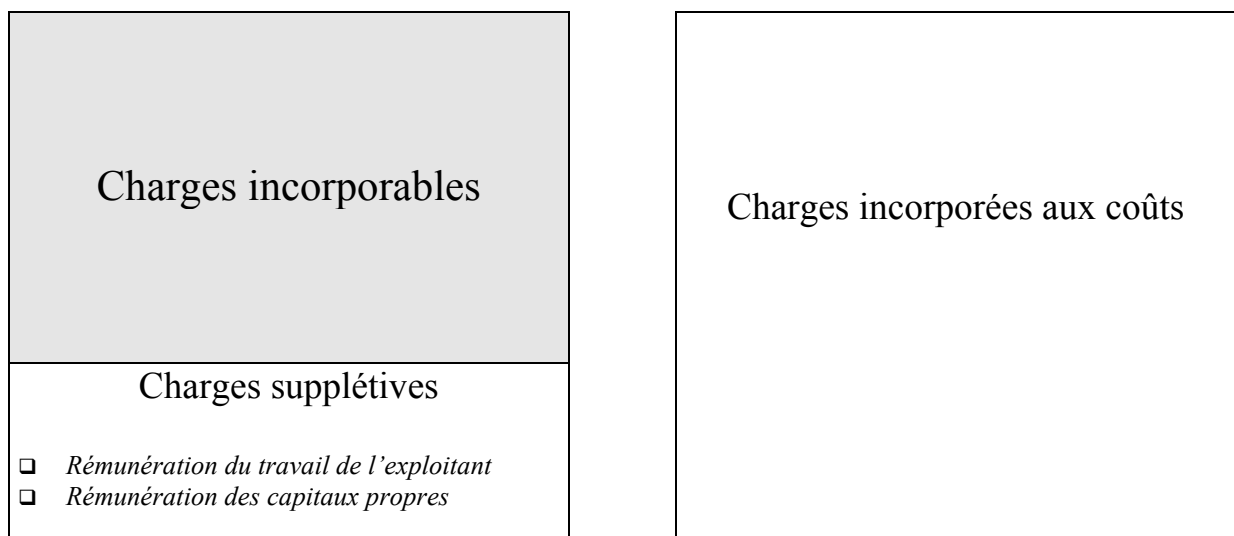 Charges incorporables
Charges supplétives
❑ Rémunération du travail de l’exploitant
❑ Rémunération des capitaux propres
Charges incorporées aux coûts